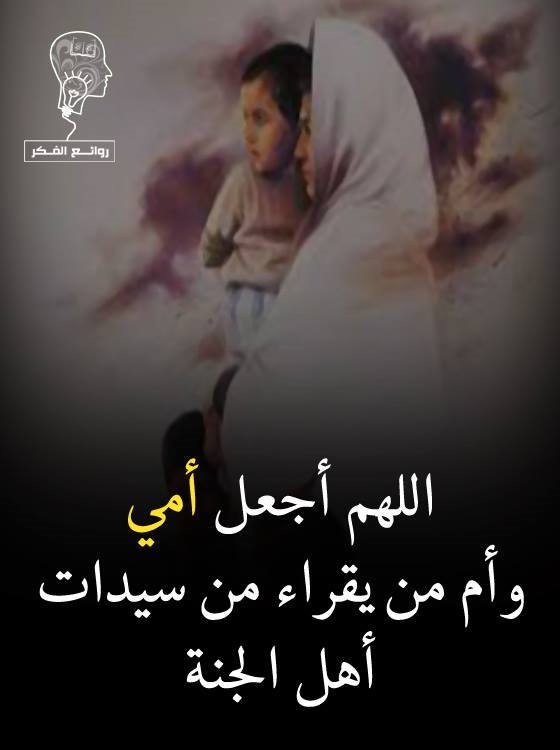 روائع الفكر
اللهم أجعل أمي
وأم من يقراء من سيدات
أهل الجنة